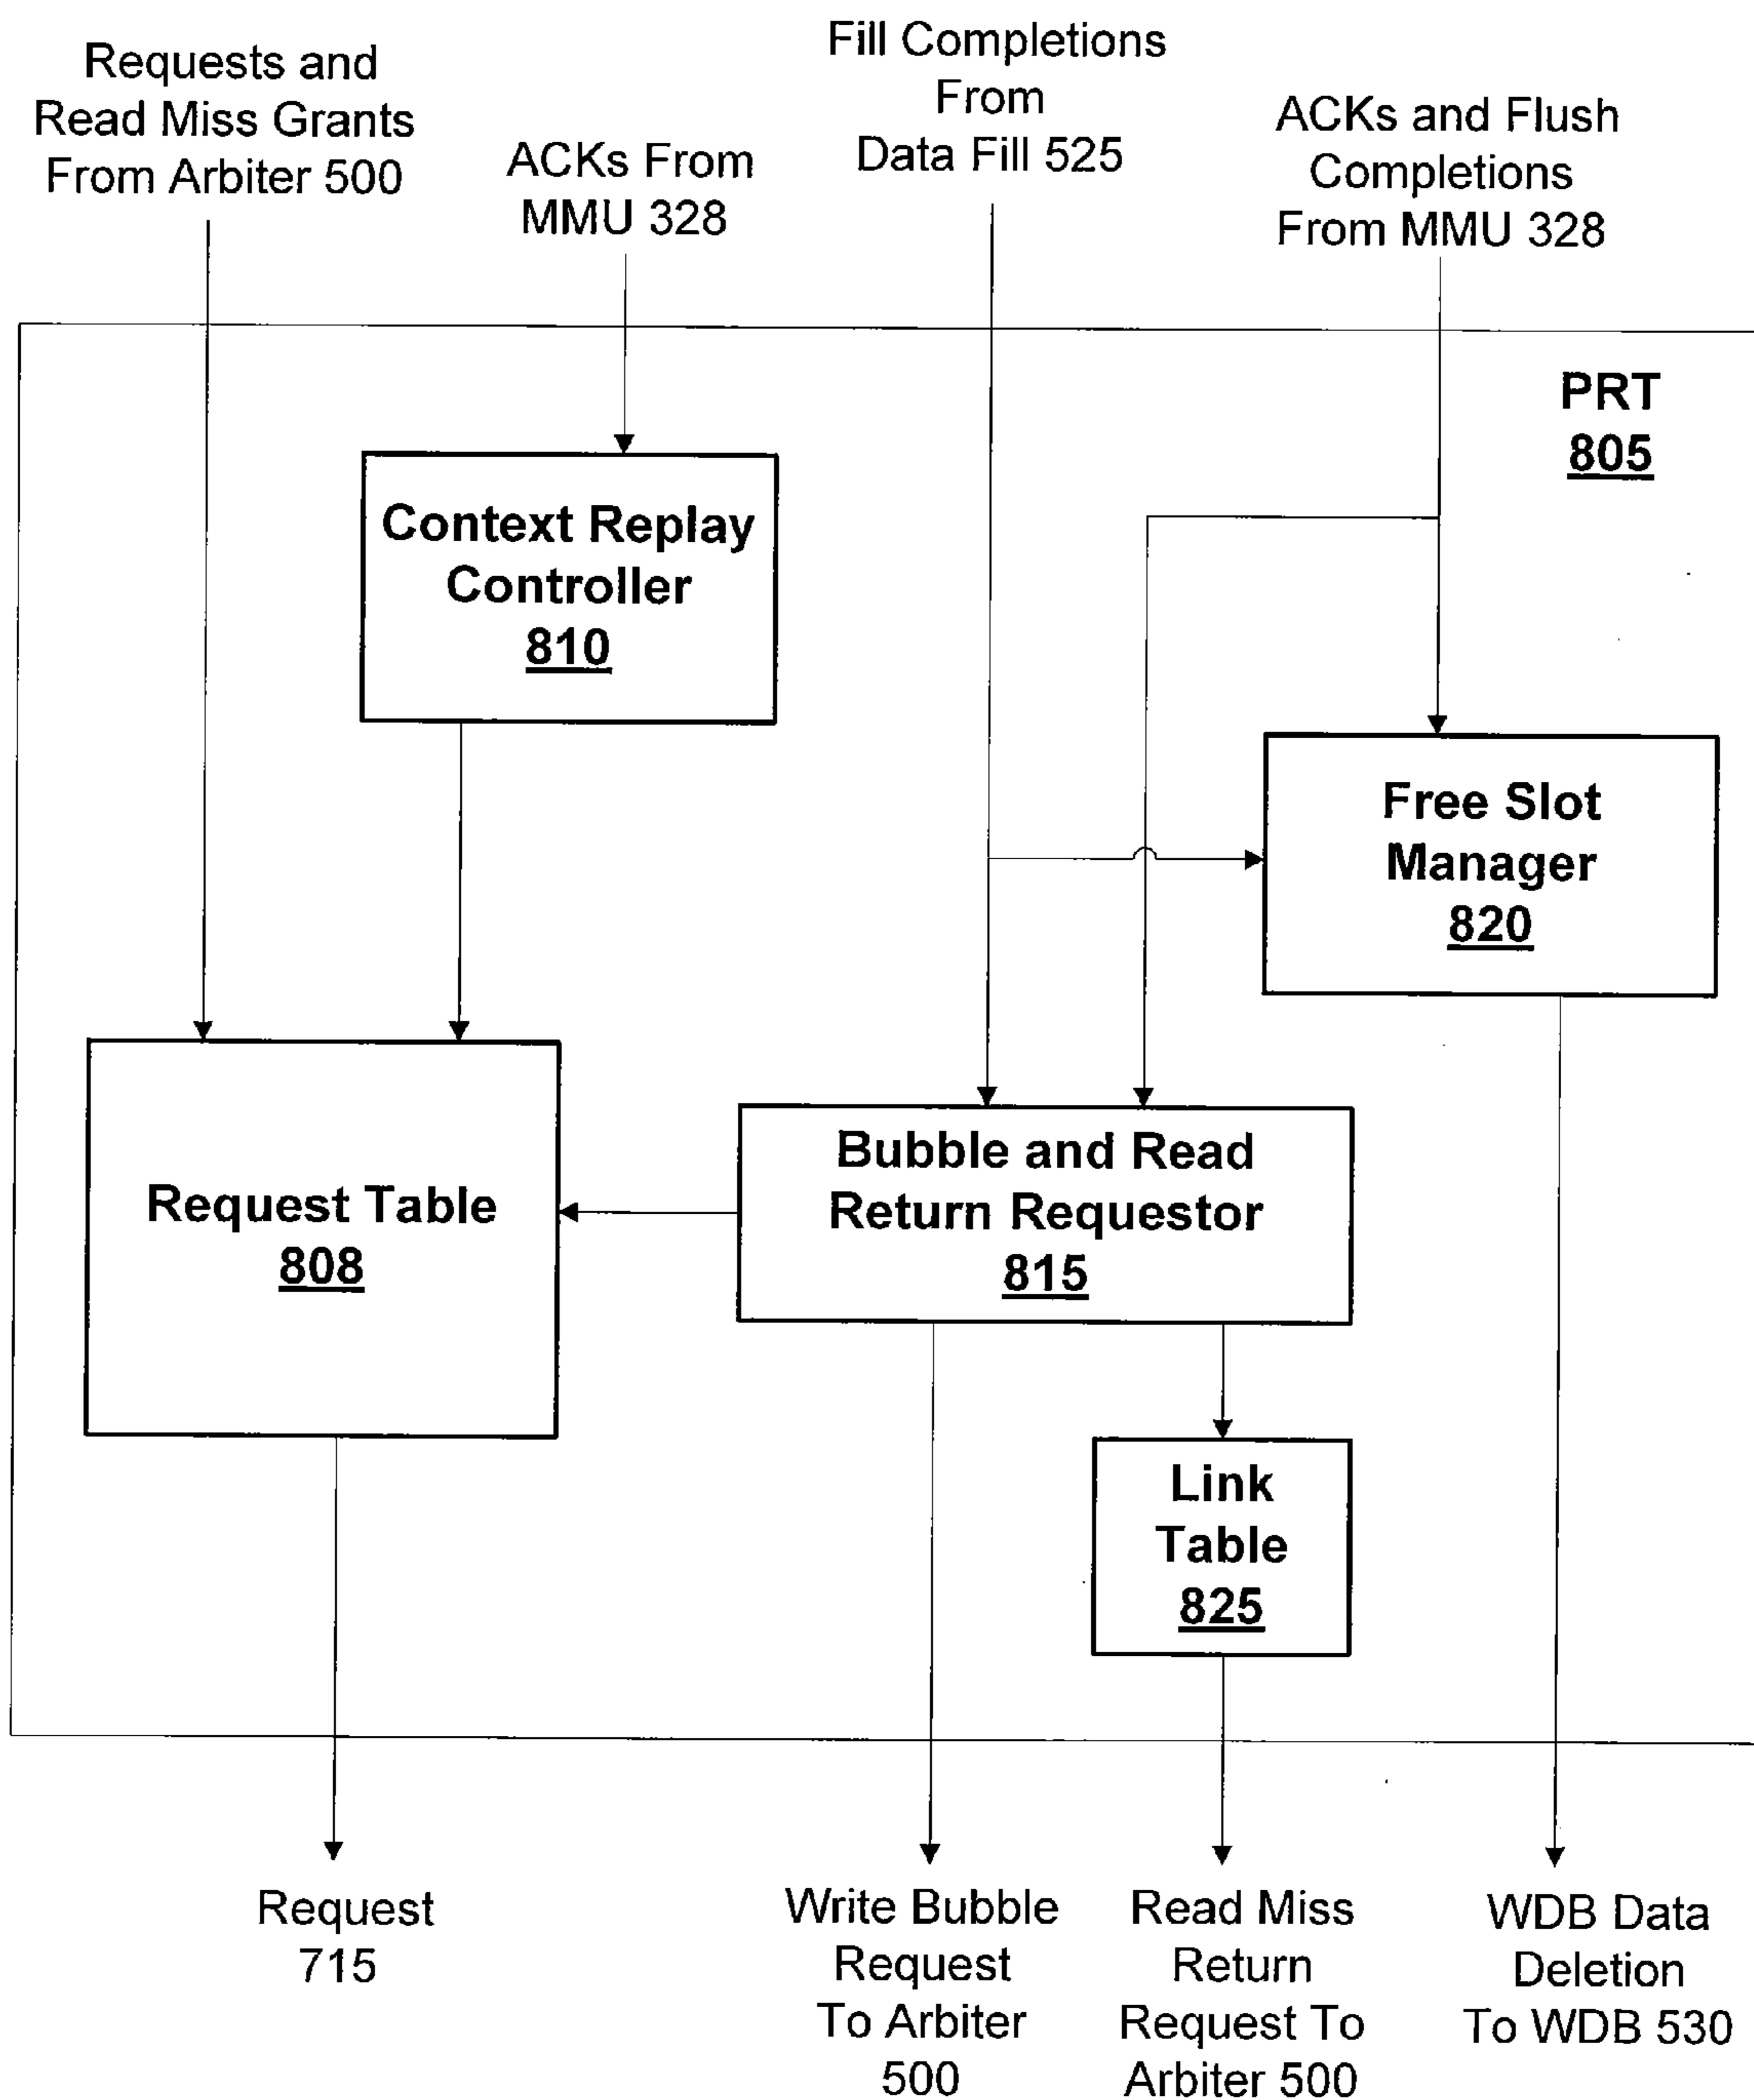 Requests and
Read Miss Grants
From Arbiter 500
ACKs From
MMU 328
Fill Completions
From
Data Fill 525
ACKs and Flush
Completions
From MMU 328
PRT
805
Context Replay
Controller
810
Free Slot
Manager
820
Request Table
808
Bubble and Read
Return Requestor
815
Link
Table
825
Request
715
Write Bubble
Request
To Arbiter
500
Read Miss
Return
Request To
Arbiter 500
WDB Data
Deletion
To WDB 530